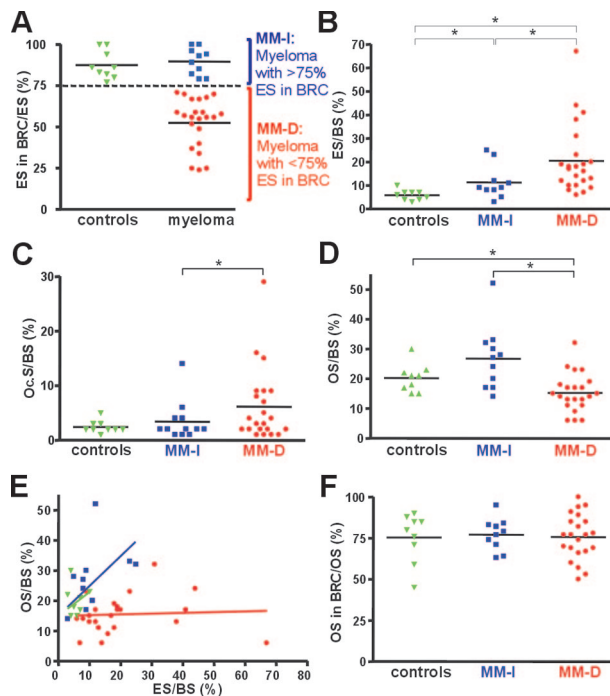 A
ES in BRC/ES (%)
100
75
50
25
0
controls
myeloma
MM-I:
Myeloma
with >75%
ES in BRC
MM-D:
Myeloma
with <75%
ES in BRC
B
ES/BS (%)
70
60
50
40
30
20
10
0
* * *
controls
MM-I
MM-D
C
Oc.S/BS (%)
30
20
10
0
*
controls
MM-I
MM-D
D
OS/BS (%)
50
40
30
20
10
0
* *
controls
MM-I
MM-D
E
OS/BS (%)
60
50
40
30
20
10
0
0 10 20 30 40 50 60 70 80
ES/BS (%)
F
OS in BRC/OS (%)
100
75
50
25
0
controls
MM-I
MM-D